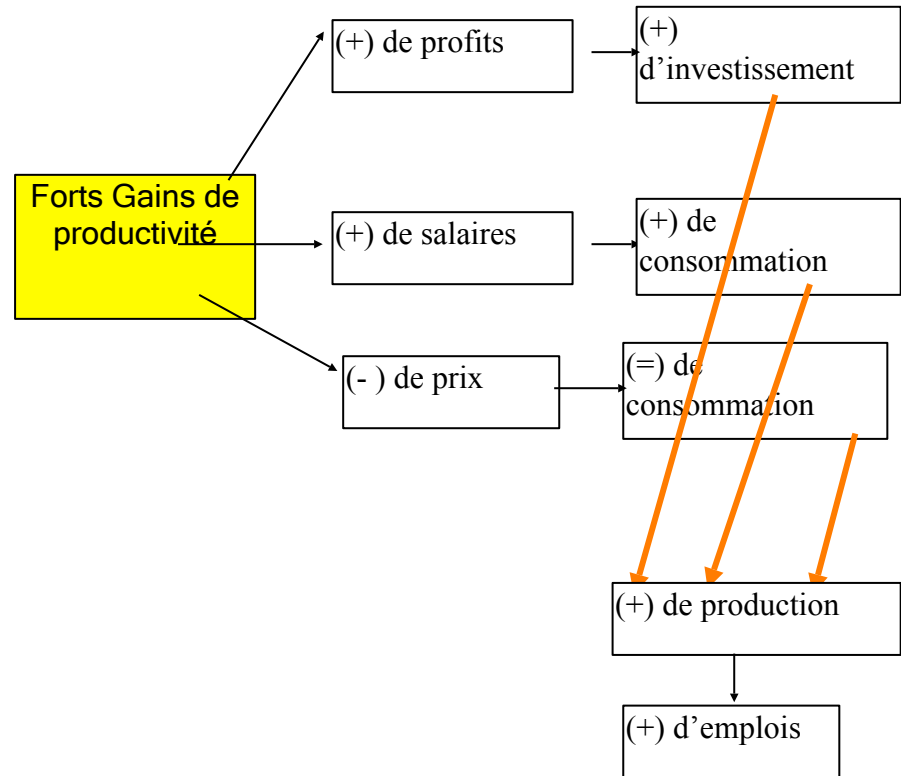 (+) de profits
(+)
d’investissement
Forts Gains de
productivité
(+) de salaires
(+) de
consommation
(- ) de prix
(=) de
consommation
(+) de production
(+) d’emplois